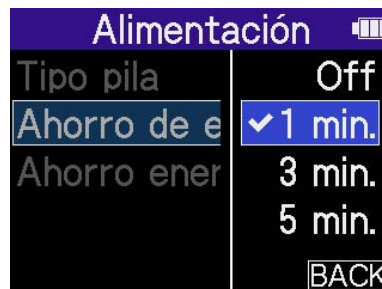 Alimentación
Tipo pila
Ahorro de e
Ahorro ener
Off
1 min.
3 min.
5 min.
BACK